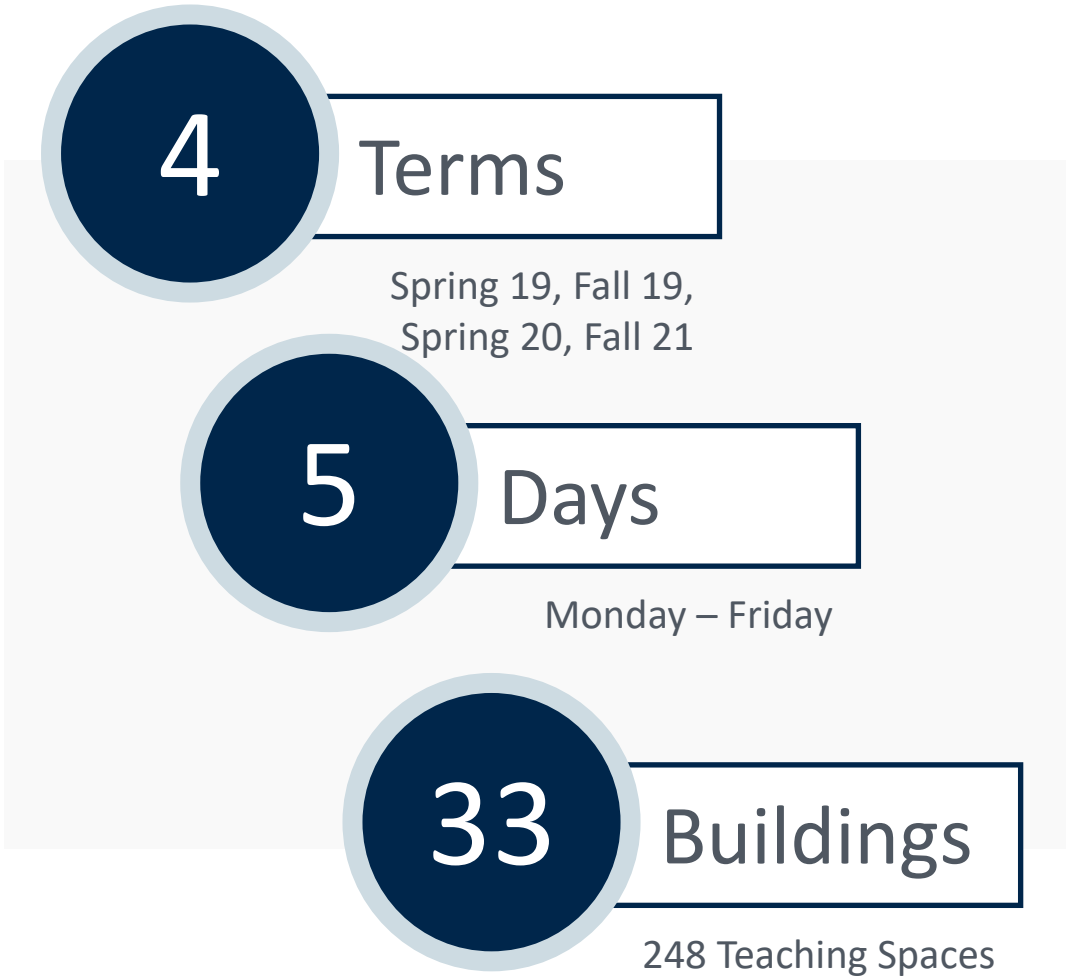 4
Terms
Spring 19, Fall 19,
Spring 20, Fall 21
5
Days
Monday – Friday
33
Buildings
248 Teaching Spaces